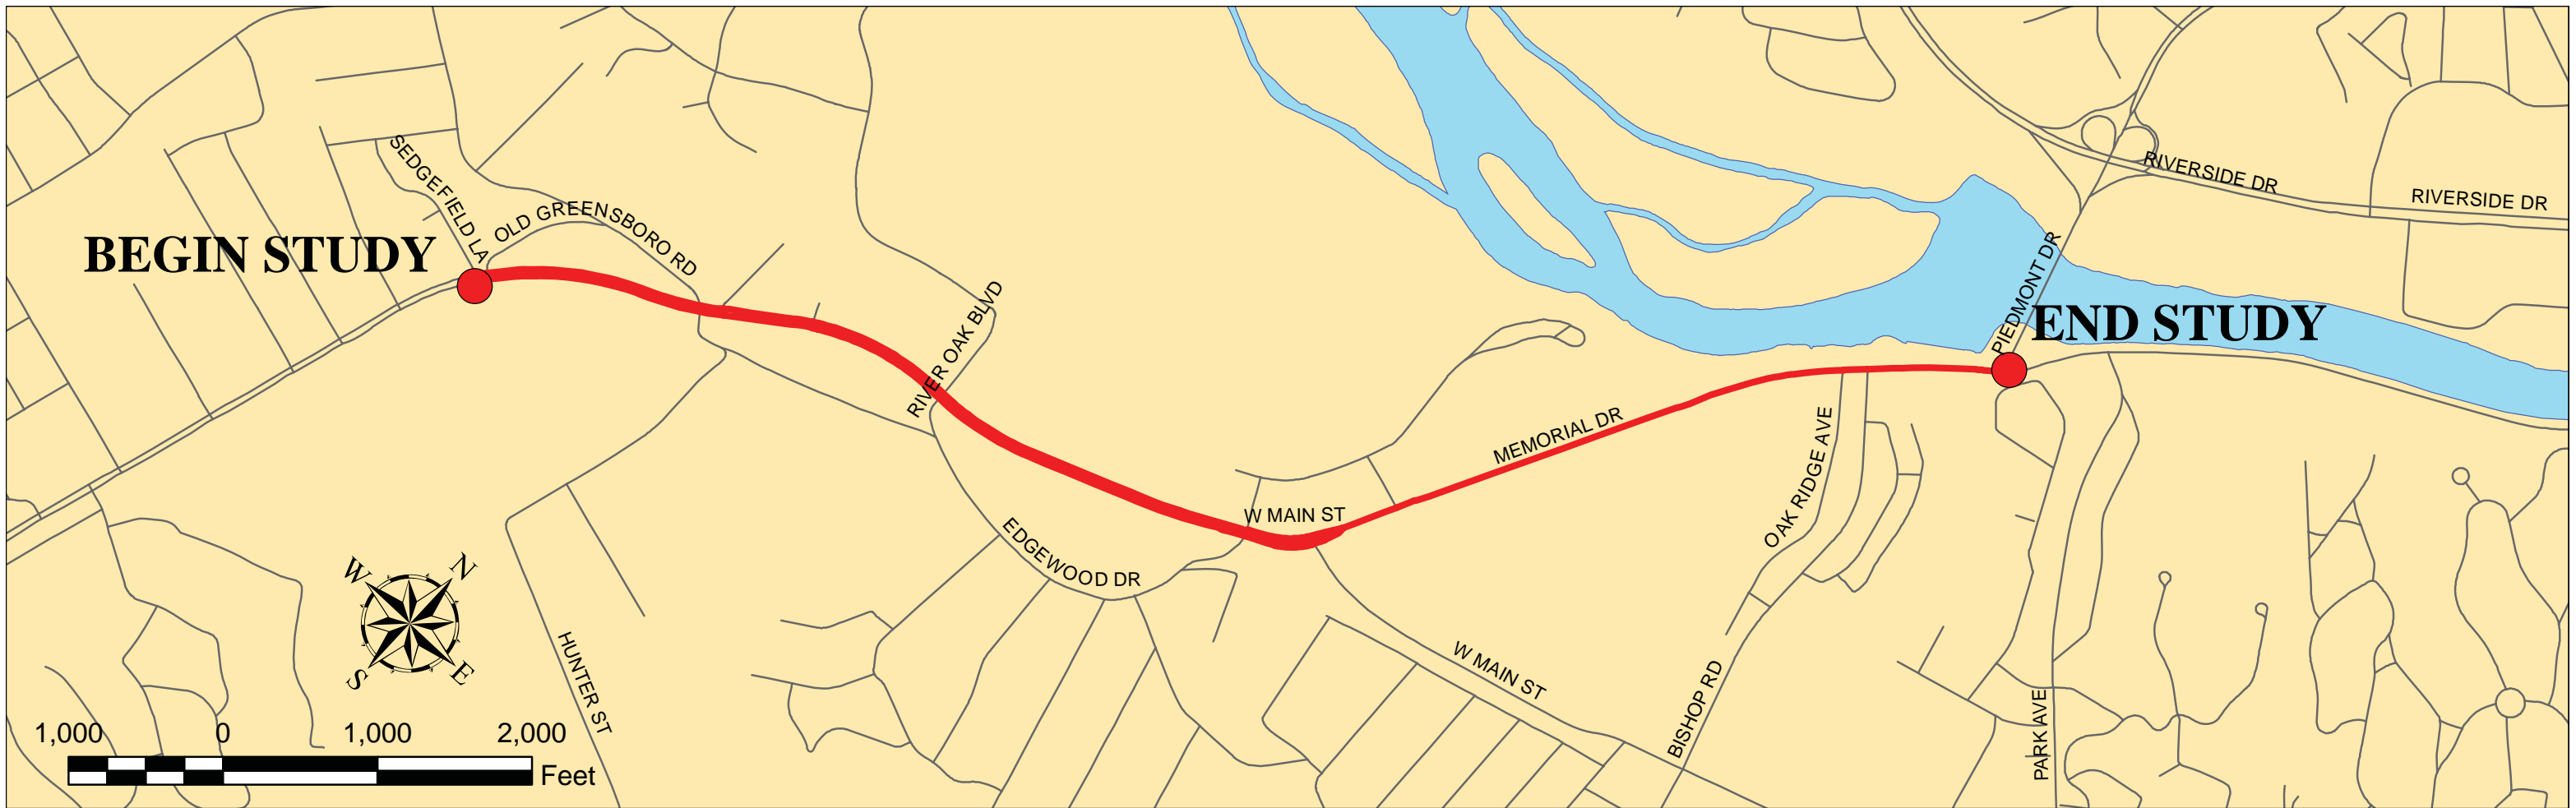 SEDGEFIELD LA
OLD GREENSBORO RD
BEGIN STUDY
RIVER OAK BLVD
RIVERSIDE DR
RIVERSIDE DR
PIEDMONT DR
END STUDY
MEMORIAL DR
OAK RIDGE AVE
W MAIN ST
EDGEWOOD DR
W MAIN ST
HUNTER ST
BISHOP RD
PARK AVE
W
N
S
E
1,000 0 1,000 2,000
Feet